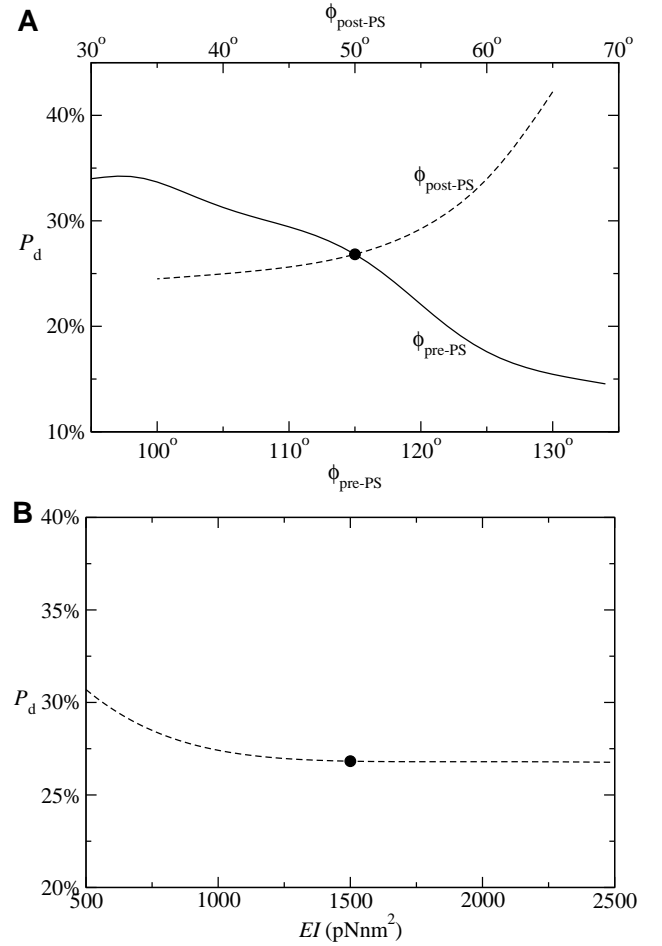 A
ϕpost-PS
30° 40° 50° 60° 70°
40%
ϕpost-PS
30%
Pd
20%
ϕpre-PS
10%
100° 110° 120° 130°
ϕpre-PS
B
40%
35%
Pd 30%
25%
20%
500 1000 1500 2000 2500
EI (pNnm²)